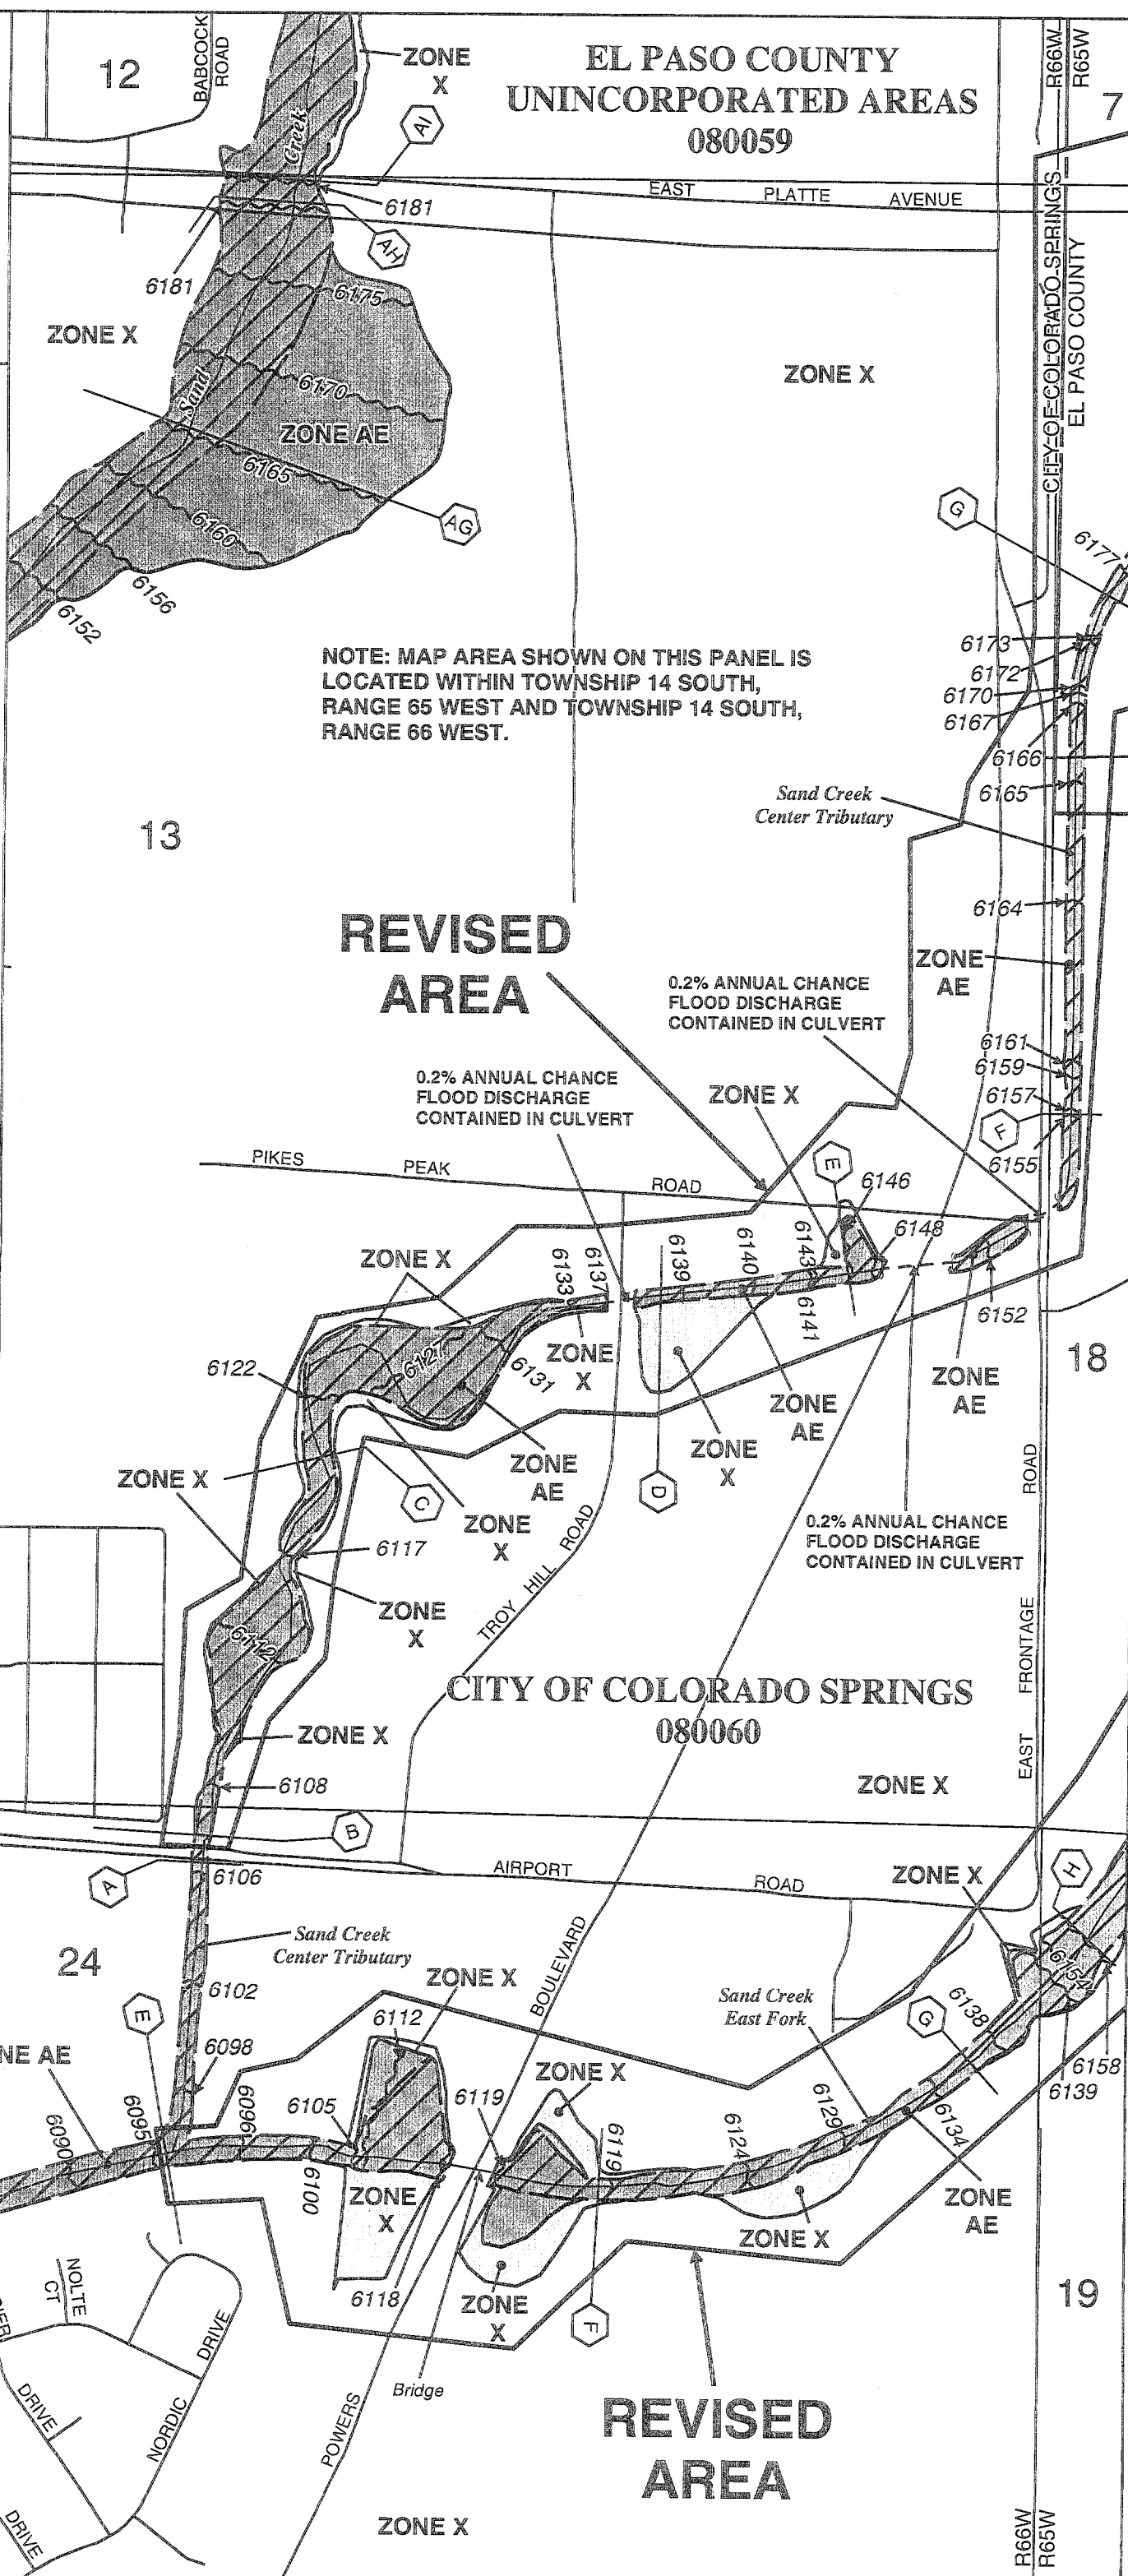 12
BABCOCK
ROAD
ZONE
X
EL PASO COUNTY
UNINCORPORATED AREAS
080059
R66W
R65W
7
Creek
AI
EAST PLATTE AVENUE
6181
AH
6181
CITY OF COLORADO SPRINGS
EL PASO COUNTY
6175
ZONE X
ZONE X
6170
Sand
ZONE AE
6165
AG
G
6160
6177
6156
6152
6173
NOTE: MAP AREA SHOWN ON THIS PANEL IS
LOCATED WITHIN TOWNSHIP 14 SOUTH,
RANGE 65 WEST AND TOWNSHIP 14 SOUTH,
RANGE 66 WEST.
6172
6170
6167
6166
6165
Sand Creek
Center Tributary
13
6164
REVISED
AREA
ZONE
AE
0.2% ANNUAL CHANCE
FLOOD DISCHARGE
CONTAINED IN CULVERT
6161
6159
0.2% ANNUAL CHANCE
FLOOD DISCHARGE
CONTAINED IN CULVERT
ZONE X
6157
F
6155
PIKES PEAK ROAD
E
6146
6148
ZONE X
6133
6137
6139
6140
6143
6141
6152
6122
6127
6131
ZONE
X
18
ZONE
AE
ZONE
AE
ZONE
X
ZONE X
ZONE
AE
C
D
ZONE
X
0.2% ANNUAL CHANCE
FLOOD DISCHARGE
CONTAINED IN CULVERT
6117
TROY HILL ROAD
EAST FRONTAGE ROAD
ZONE
X
6112
CITY OF COLORADO SPRINGS
080060
ZONE X
6108
ZONE X
B
A
6106
AIRPORT ROAD
ZONE X
H
24
Sand Creek
Center Tributary
ZONE X
6102
E
6112
BOULEVARD
Sand Creek
East Fork
G
6138
6154
6158
6139
NE AE
6098
6105
6119
ZONE X
6090
6095
6096
6100
6119
6124
6129
6134
ZONE
X
ZONE X
ZONE
AE
6118
ZONE
X
F
19
NOLTE
CT
DRIVE
NORDIC
DRIVE
DRIVE
Bridge
POWERS
REVISED
AREA
ZONE X
R66W
R65W